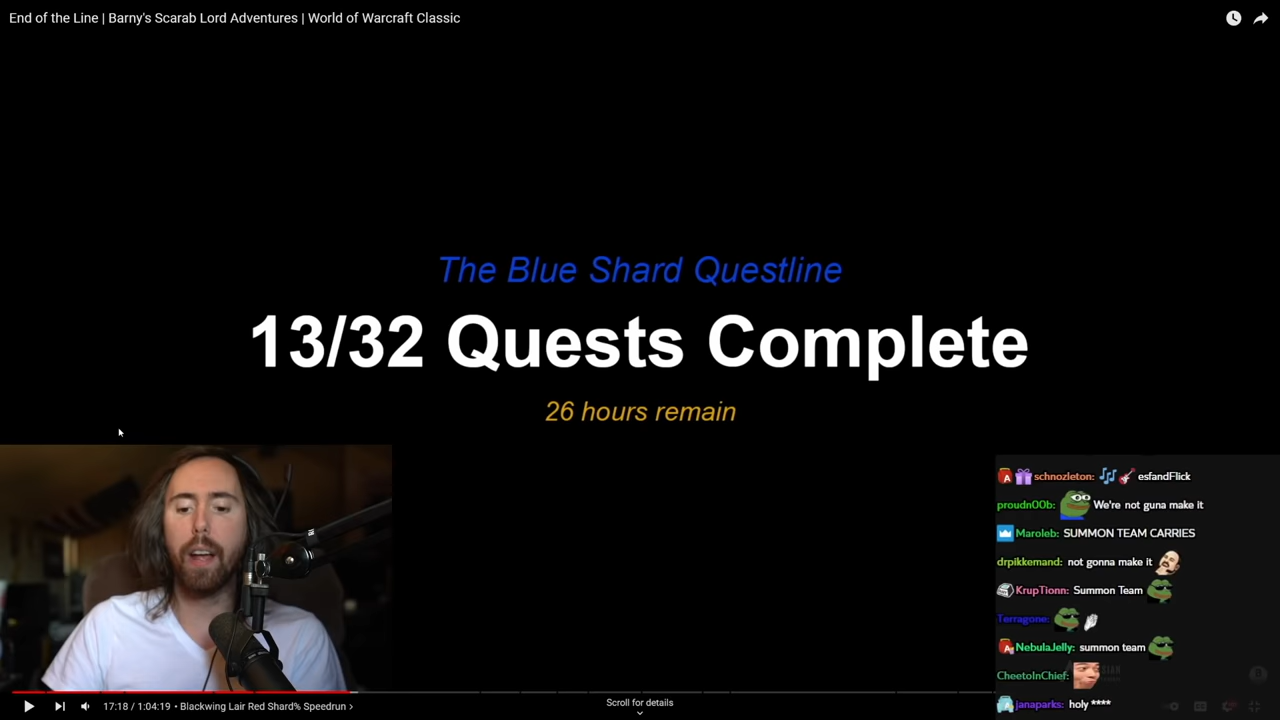 End of the Line | Barny's Scarab Lord Adventures | World of Warcraft Classic
The Blue Shard Questline
13/32 Quests Complete
26 hours remain
schnozleton: esfandFlick
proudn00b: We're not guna make it
Maroleb: SUMMON TEAM CARRIES
drpikkemand: not gonna make it
KrupTionn: Summon Team
Terragone:
NebulaJelly: summon team
CheetoInChief:
janaparks: holy ****
17:18 / 1:04:19 • Blackwing Lair Red Shard% Speedrun >
Scroll for details